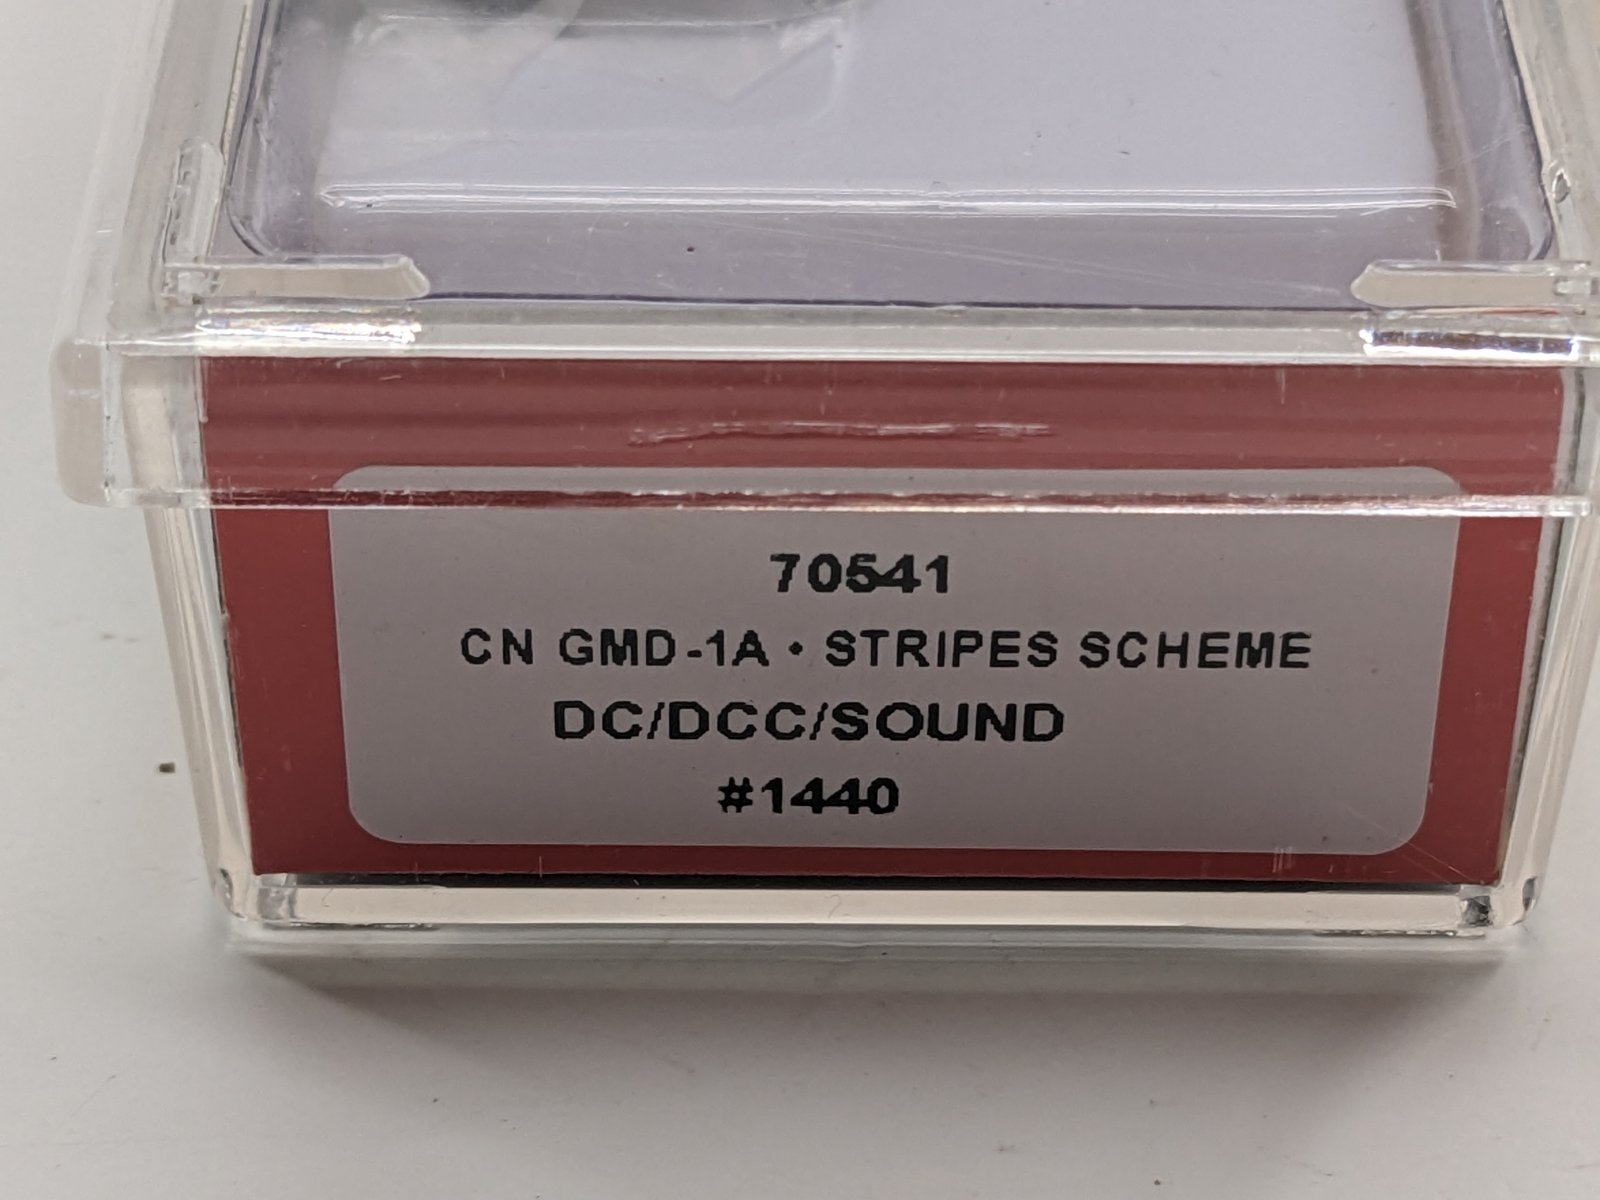 70541
CN GMD-1A • STRIPES SCHEME
DC/DCC/SOUND
#1440